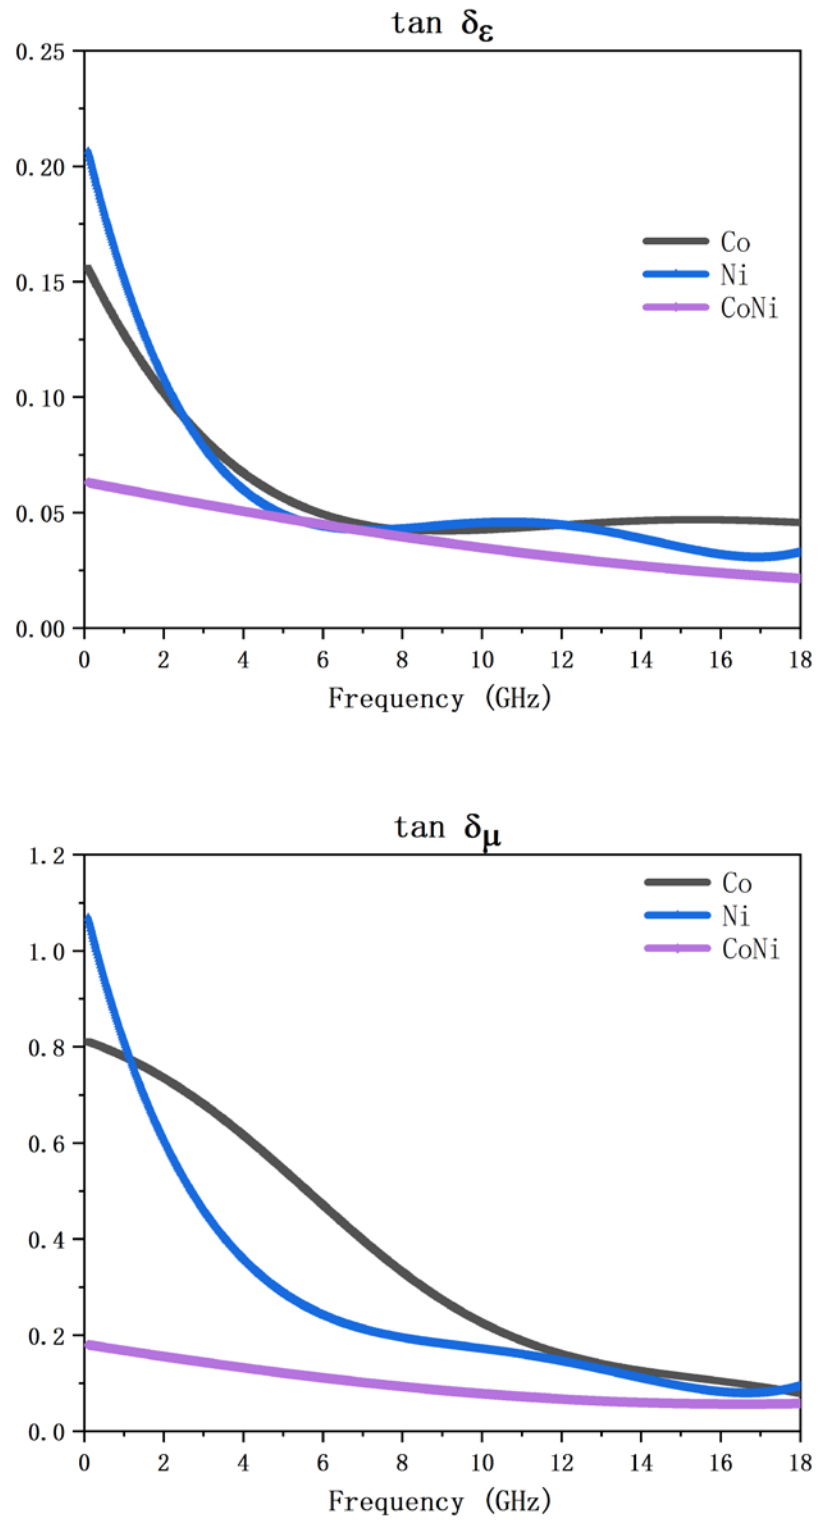 tan δε
0.25
0.20
0.15
0.10
0.05
0.00
Co
Ni
CoNi
0 2 4 6 8 10 12 14 16 18
Frequency (GHz)
tan δμ
1.2
1.0
0.8
0.6
0.4
0.2
0.0
Co
Ni
CoNi
0 2 4 6 8 10 12 14 16 18
Frequency (GHz)